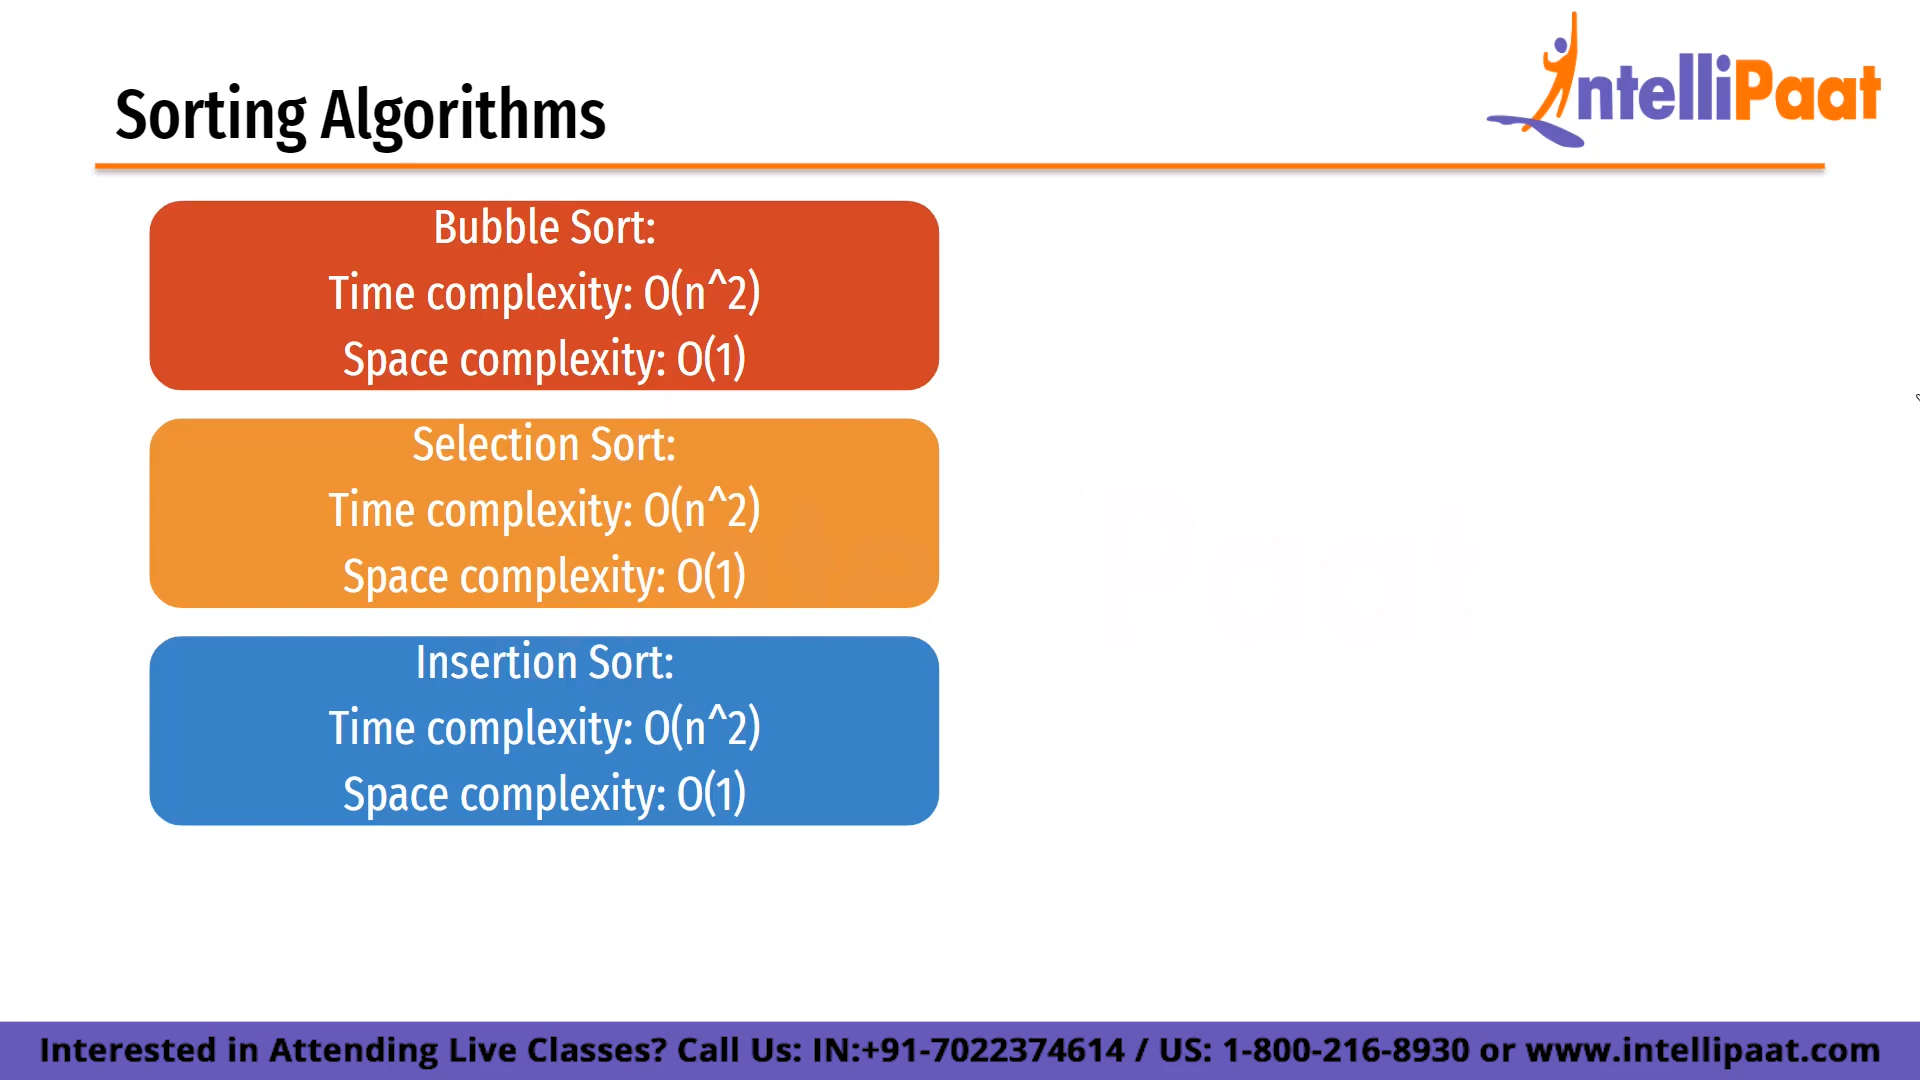 Sorting Algorithms
IntelliPaat
Bubble Sort:
Time complexity: O(n^2)
Space complexity: O(1)
Selection Sort:
Time complexity: O(n^2)
Space complexity: O(1)
Insertion Sort:
Time complexity: O(n^2)
Space complexity: O(1)
Interested in Attending Live Classes? Call Us: IN:+91-7022374614 / US: 1-800-216-8930 or www.intellipaat.com